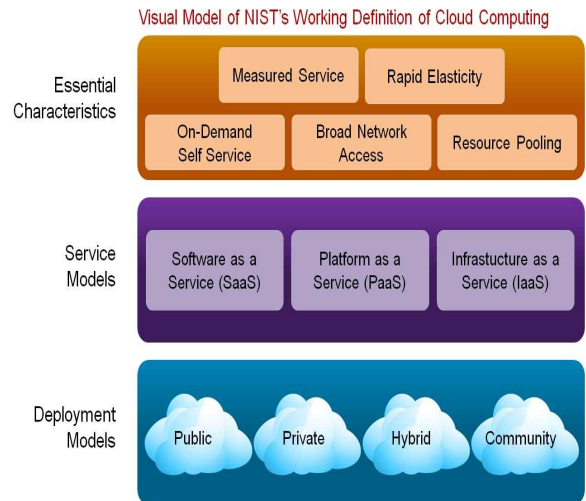 Visual Model of NIST's Working Definition of Cloud Computing
Essential
Characteristics
Measured Service
Rapid Elasticity
On-Demand
Self Service
Broad Network
Access
Resource Pooling
Service
Models
Software as a
Service (SaaS)
Platform as a
Service (PaaS)
Infrastucture as a
Service (IaaS)
Deployment
Models
Public
Private
Hybrid
Community